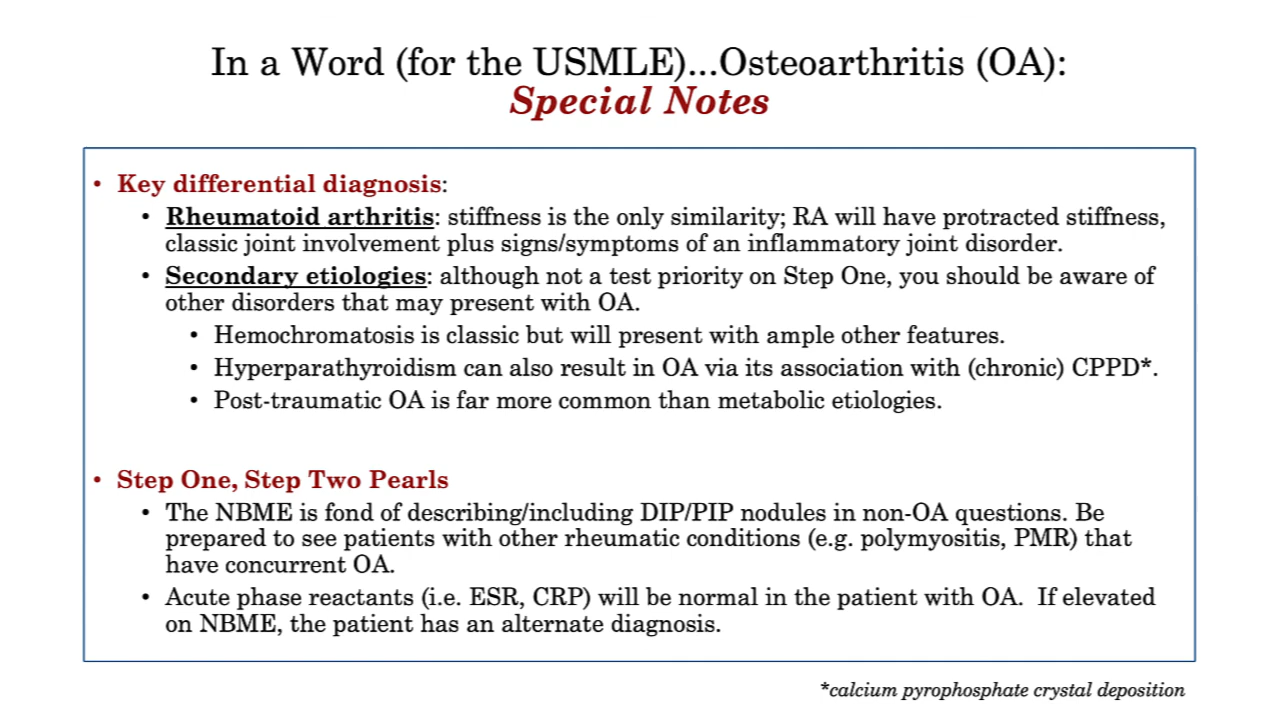 In a Word (for the USMLE)...Osteoarthritis (OA):
Special Notes
• Key differential diagnosis:
• Rheumatoid arthritis: stiffness is the only similarity; RA will have protracted stiffness,
classic joint involvement plus signs/symptoms of an inflammatory joint disorder.
• Secondary etiologies: although not a test priority on Step One, you should be aware of
other disorders that may present with OA.
• Hemochromatosis is classic but will present with ample other features.
• Hyperparathyroidism can also result in OA via its association with (chronic) CPPD*.
• Post-traumatic OA is far more common than metabolic etiologies.
• Step One, Step Two Pearls
• The NBME is fond of describing/including DIP/PIP nodules in non-OA questions. Be
prepared to see patients with other rheumatic conditions (e.g. polymyositis, PMR) that
have concurrent OA.
• Acute phase reactants (i.e. ESR, CRP) will be normal in the patient with OA.  If elevated
on NBME, the patient has an alternate diagnosis.
*calcium pyrophosphate crystal deposition